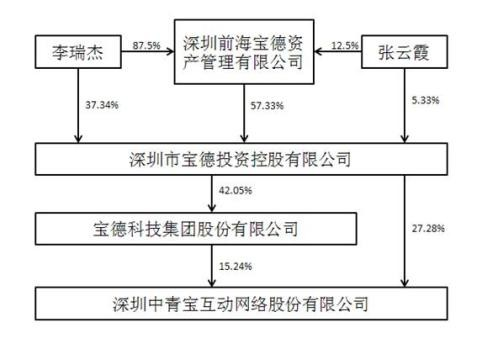 李瑞杰
87.5%
深圳前海宝德资
产管理有限公司
12.5%
张云霞
37.34%
57.33%
5.33%
深圳市宝德投资控股有限公司
42.05%
宝德科技集团股份有限公司
27.28%
15.24%
深圳中青宝互动网络股份有限公司